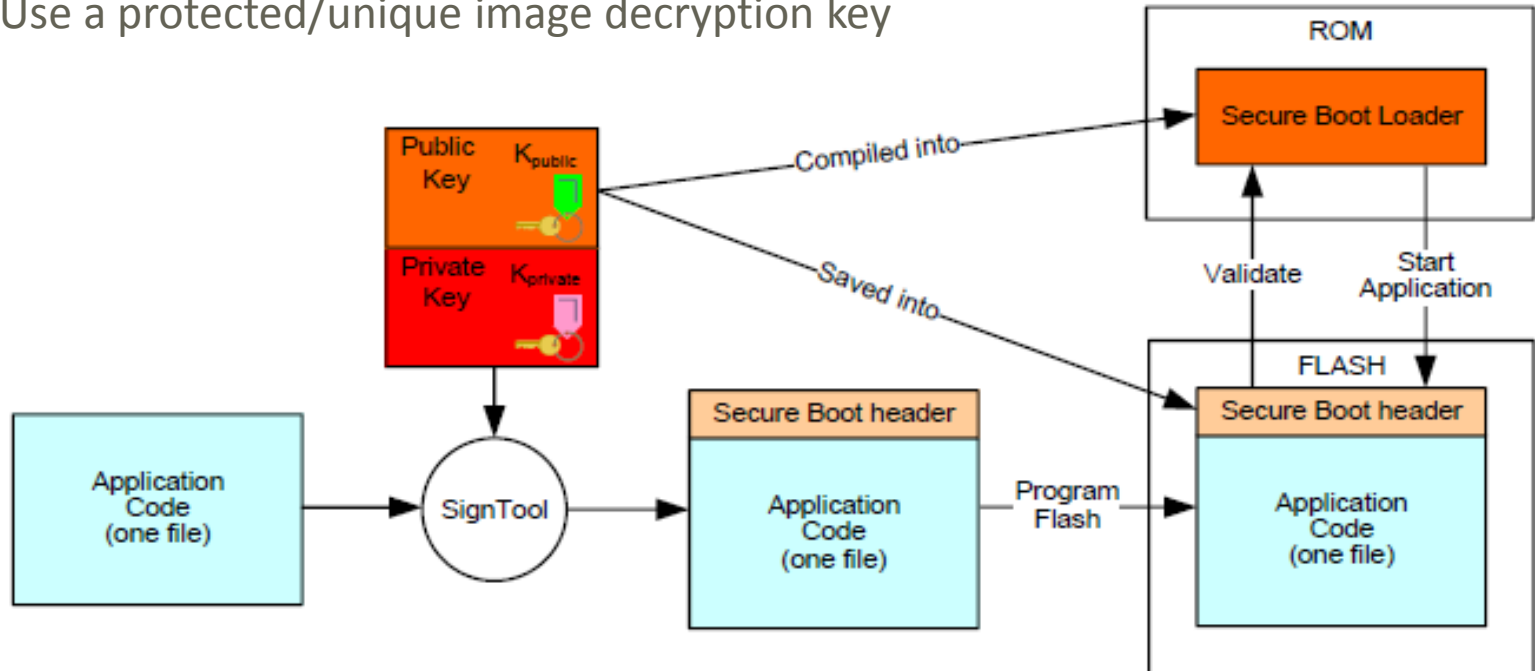 Use a protected/unique image decryption key
ROM
Secure Boot Loader
Public
Key
Kpublic
Compiled into
Private
Key
Kprivate
Saved into
Validate
Start
Application
FLASH
Secure Boot header
Application
Code
(one file)
SignTool
Secure Boot header
Application
Code
(one file)
Program
Flash
Application
Code
(one file)